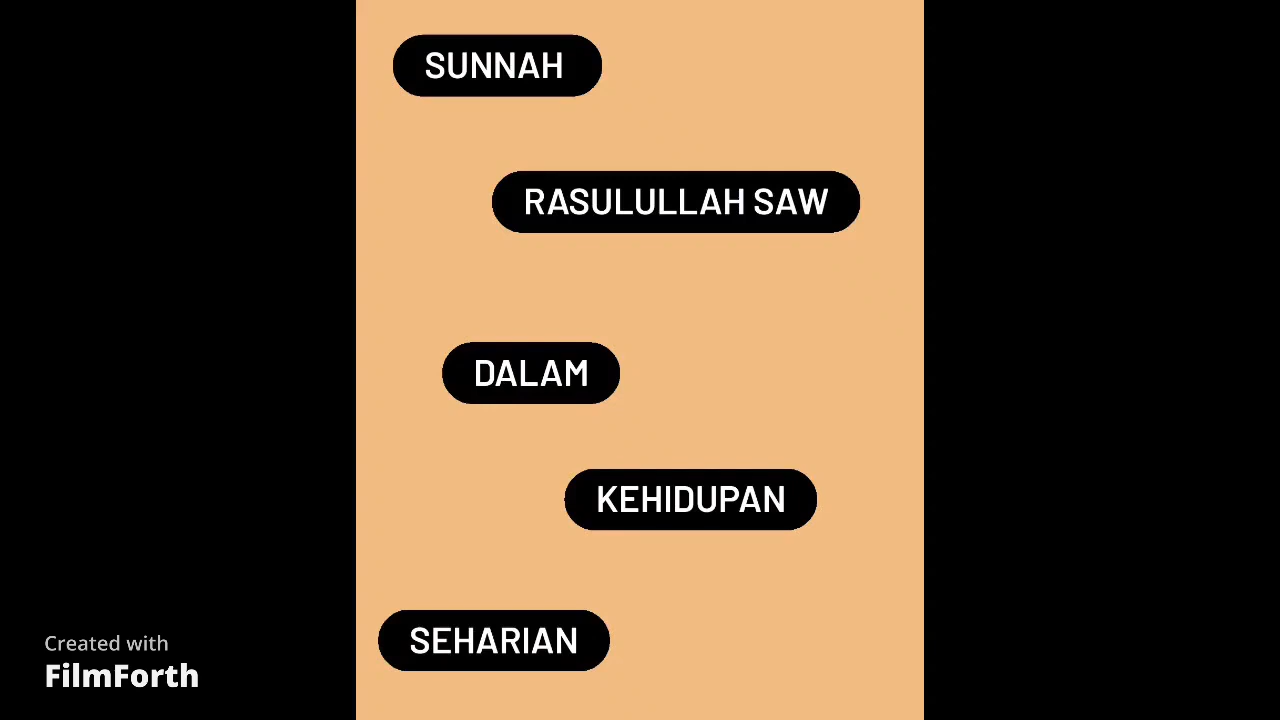 SUNNAH
RASULULLAH SAW
DALAM
KEHIDUPAN
SEHARIAN
Created with
FilmForth